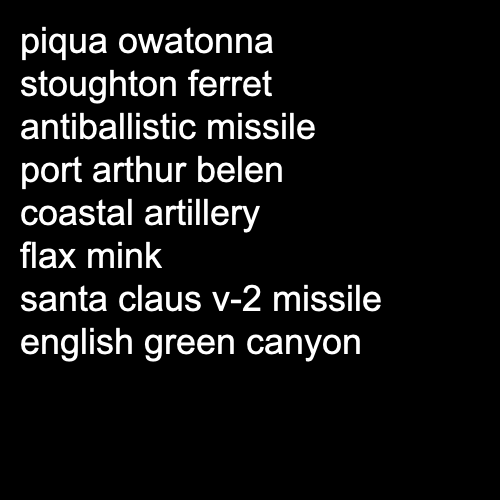 piqua owatonna
stoughton ferret
antiballistic missile
port arthur belen
coastal artillery
flax mink
santa claus v-2 missile
english green canyon